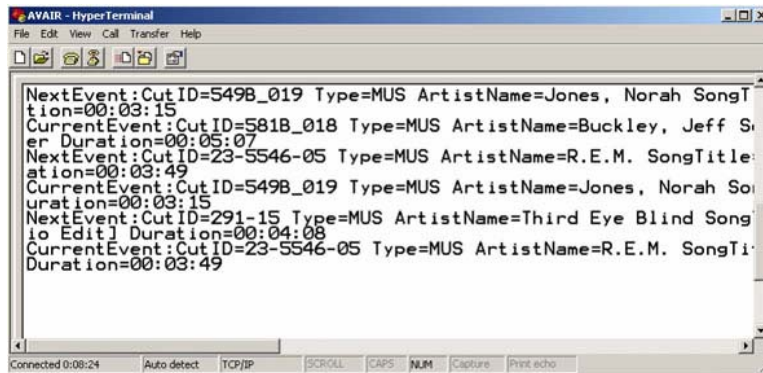 AVAIR - HyperTerminal
File Edit View Call Transfer Help
NextEvent:CutID=549B_019 Type=MUS ArtistName=Jones, Norah SongT
tion=00:03:15
CurrentEvent:CutID=581B_018 Type=MUS ArtistName=Buckley, Jeff S
er Duration=00:05:07
NextEvent:CutID=23-5546-05 Type=MUS ArtistName=R.E.M. SongTitle
ation=00:03:49
CurrentEvent:CutID=549B_019 Type=MUS ArtistName=Jones, Norah So
uration=00:03:15
NextEvent:CutID=291-15 Type=MUS ArtistName=Third Eye Blind Song
io Edit] Duration=00:04:08
CurrentEvent:CutID=23-5546-05 Type=MUS ArtistName=R.E.M. SongTi
Duration=00:03:49
Connected 0:08:24 Auto detect TCP/IP SCROLL CAPS NUM Capture Print echo